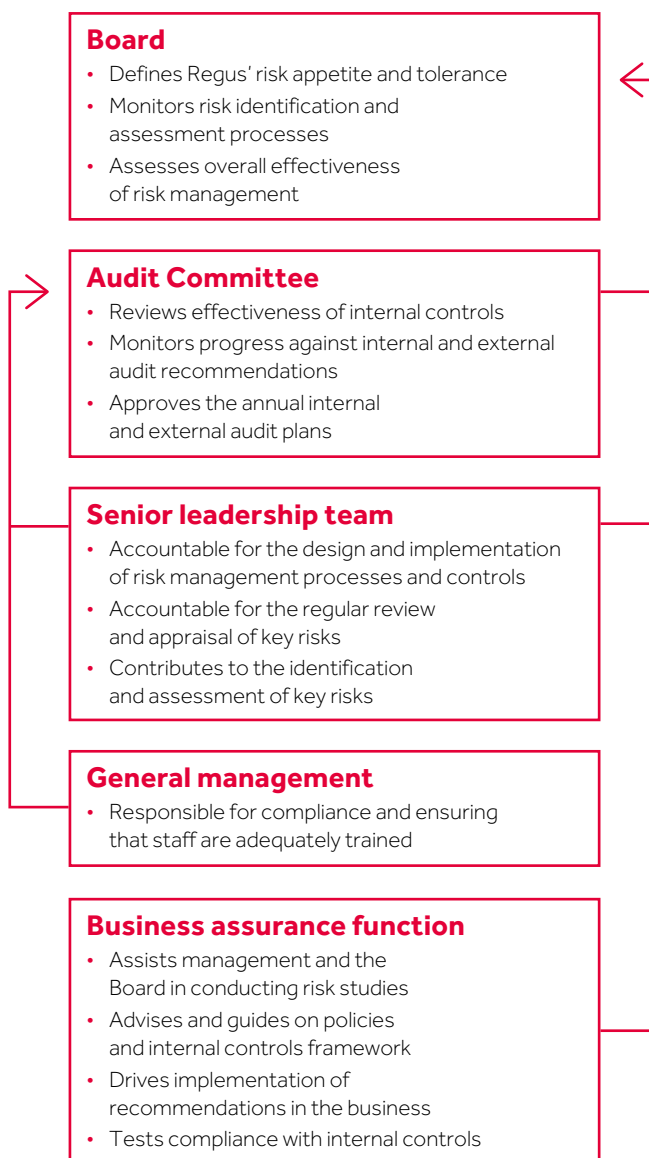 Board
• Defines Regus’ risk appetite and tolerance
• Monitors risk identification and
assessment processes
• Assesses overall effectiveness
of risk management
Audit Committee
• Reviews effectiveness of internal controls
• Monitors progress against internal and external
audit recommendations
• Approves the annual internal
and external audit plans
Senior leadership team
• Accountable for the design and implementation
of risk management processes and controls
• Accountable for the regular review
and appraisal of key risks
• Contributes to the identification
and assessment of key risks
General management
• Responsible for compliance and ensuring
that staff are adequately trained
Business assurance function
• Assists management and the
Board in conducting risk studies
• Advises and guides on policies
and internal controls framework
• Drives implementation of
recommendations in the business
• Tests compliance with internal controls